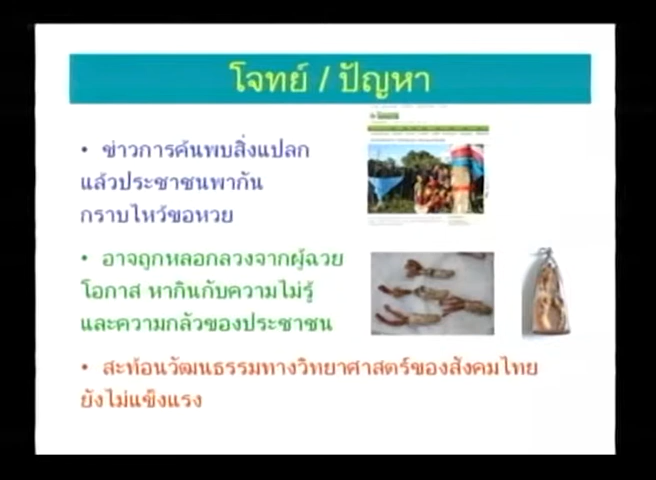 โจทย์ / ปัญหา
• ข่าวการค้นพบสิ่งแปลก
แล้วประชาชนพากัน
กราบไหว้ขอหวย
• อาจถูกหลอกลวงจากผู้ฉวย
โอกาส หากินกับความไม่รู้
และความกลัวของประชาชน
• สะท้อนวัฒนธรรมทางวิทยาศาสตร์ของสังคมไทย
ยังไม่แข็งแรง